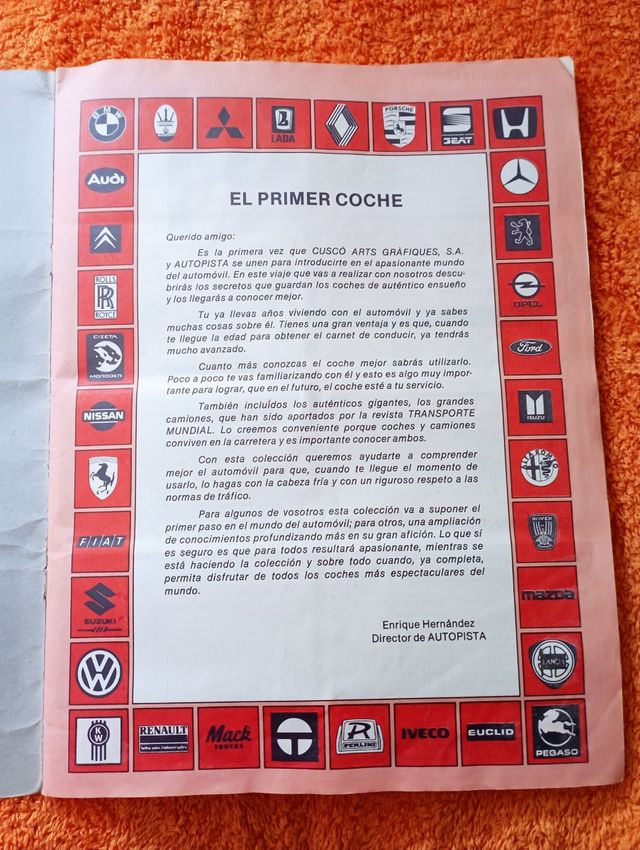 BMW
MITSUBISHI
LADA
PORSCHE
SEAT
Audi
ROLLS
RR
ROYCE
CIZETA
MORODER
NISSAN
FIAT
SUZUKI
VW
OPEL
Ford
ISUZU
ALFA ROMEO
ROVER
mazda
LANCIA
EL PRIMER COCHE
Querido amigo:
Es la primera vez que CUSCÓ ARTS GRÀFIQUES, S.A.
y AUTOPISTA se unen para introducirte en el apasionante mundo
del automóvil. En este viaje que vas a realizar con nosotros descu-
brirás los secretos que guardan los coches de auténtico ensueño
y los llegarás a conocer mejor.
Tu ya llevas años viviendo con el automóvil y ya sabes
muchas cosas sobre él. Tienes una gran ventaja y es que, cuando
te llegue la edad para obtener el carnet de conducir, ya tendrás
mucho avanzado.
Cuanto más conozcas el coche mejor sabrás utilizarlo.
Poco a poco te vas familiarizando con él y esto es algo muy impor-
tante para lograr, que en el futuro, el coche esté a tu servicio.
También incluídos los auténticos gigantes, los grandes
camiones, que han sido aportados por la revista TRANSPORTE
MUNDIAL. Lo creemos conveniente porque coches y camiones
conviven en la carretera y es importante conocer ambos.
Con esta colección queremos ayudarte a comprender
mejor el automóvil para que, cuando te llegue el momento de
usarlo, lo hagas con la cabeza fría y con un riguroso respeto a las
normas de tráfico.
Para algunos de vosotros esta colección va a suponer el
primer paso en el mundo del automóvil; para otros, una ampliación
de conocimientos profundizando más en su gran afición. Lo que sí
es seguro es que para todos resultará apasionante, mientras se
está haciendo la colección y sobre todo cuando, ya completa,
permita disfrutar de todos los coches más espectaculares del
mundo.
Enrique Hernández
Director de AUTOPISTA
KW
RENAULT
Mack
TRUCKS
R
PERLINI
IVECO
EUCLID
PEGASO